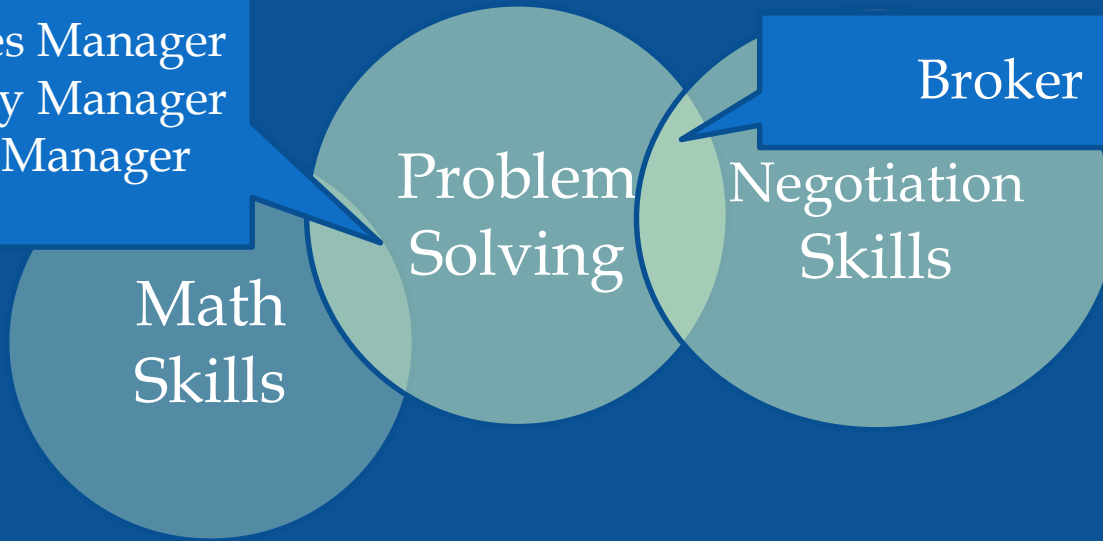 es Manager
y Manager
Manager
Broker
Problem
Solving
Negotiation
Skills
Math
Skills